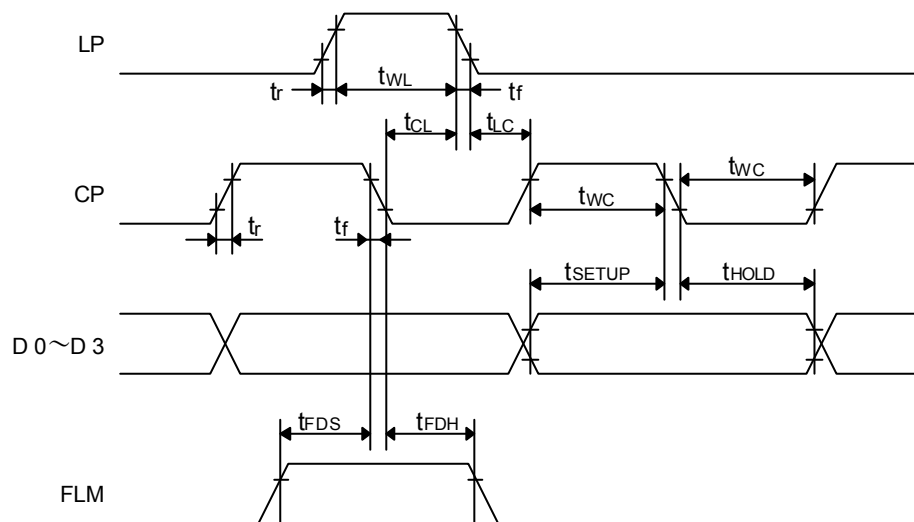 LP
tr
tWL
tf
tCL
tLC
CP
tr
tf
tWC
tWC
tSETUP
tHOLD
D 0～D 3
tFDS
tFDH
FLM